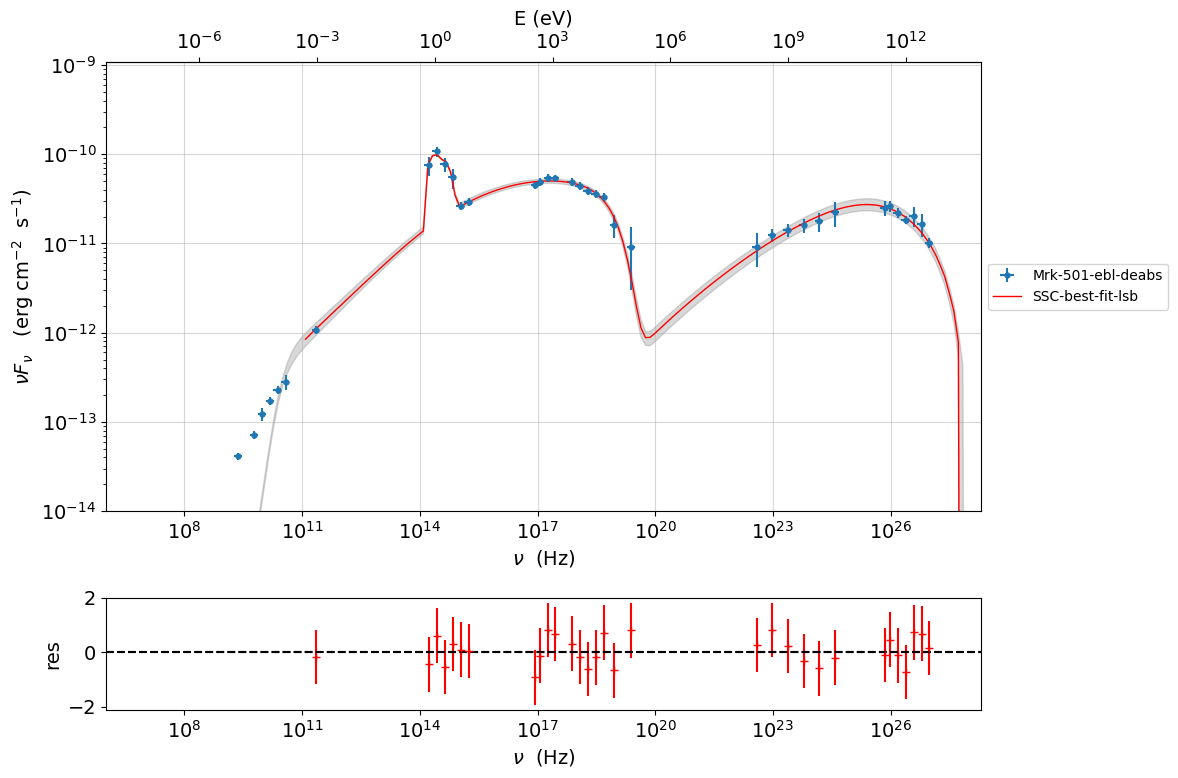 E (eV)
10⁻⁶ 10⁻³ 10⁰ 10³ 10⁶ 10⁹ 10¹²
10⁻⁹
10⁻¹⁰
10⁻¹¹
10⁻¹²
10⁻¹³
10⁻¹⁴
νFᵥ (erg cm⁻² s⁻¹)
Mrk-501-ebl-deabs
SSC-best-fit-lsb
10⁸ 10¹¹ 10¹⁴ 10¹⁷ 10²⁰ 10²³ 10²⁶
ν (Hz)
2
0
−2
res
10⁸ 10¹¹ 10¹⁴ 10¹⁷ 10²⁰ 10²³ 10²⁶
ν (Hz)